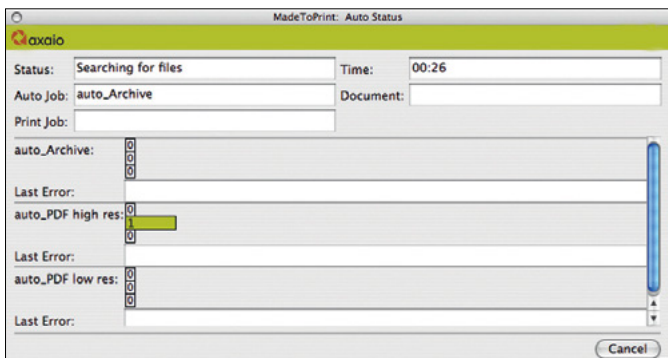 MadeToPrint: Auto Status
axaio
Status: Searching for files Time: 00:26
Auto Job: auto_Archive Document:
Print Job:
auto_Archive: 0
0
0
Last Error:
auto_PDF high res: 0
1
0
Last Error:
auto_PDF low res: 0
0
0
Last Error:
Cancel